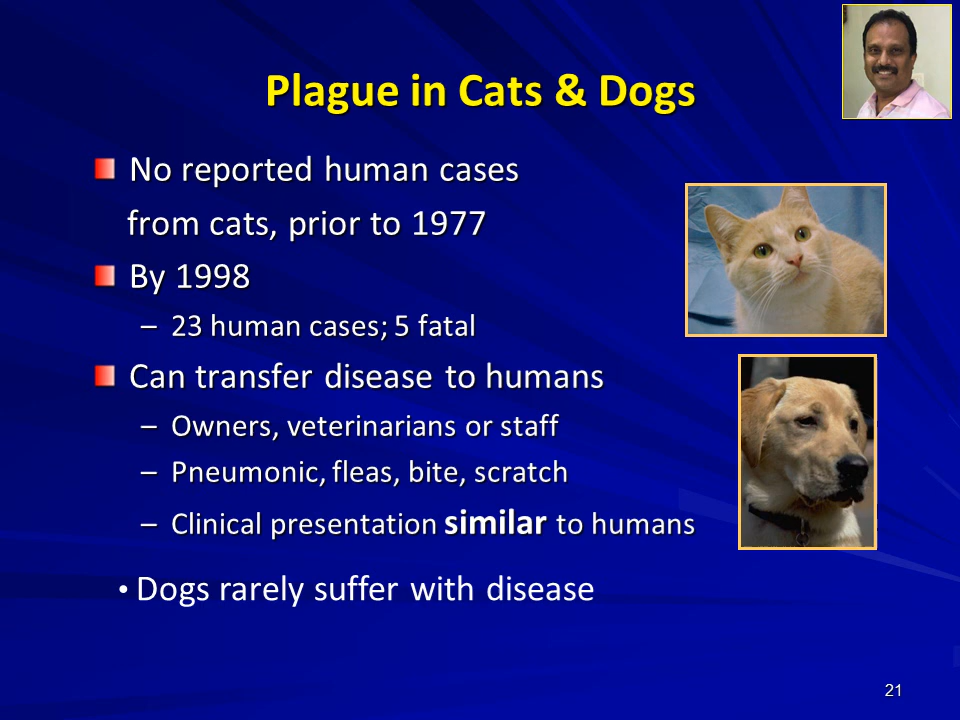 Plague in Cats & Dogs
No reported human cases
from cats, prior to 1977
By 1998
– 23 human cases; 5 fatal
Can transfer disease to humans
– Owners, veterinarians or staff
– Pneumonic, fleas, bite, scratch
– Clinical presentation similar to humans
• Dogs rarely suffer with disease
21